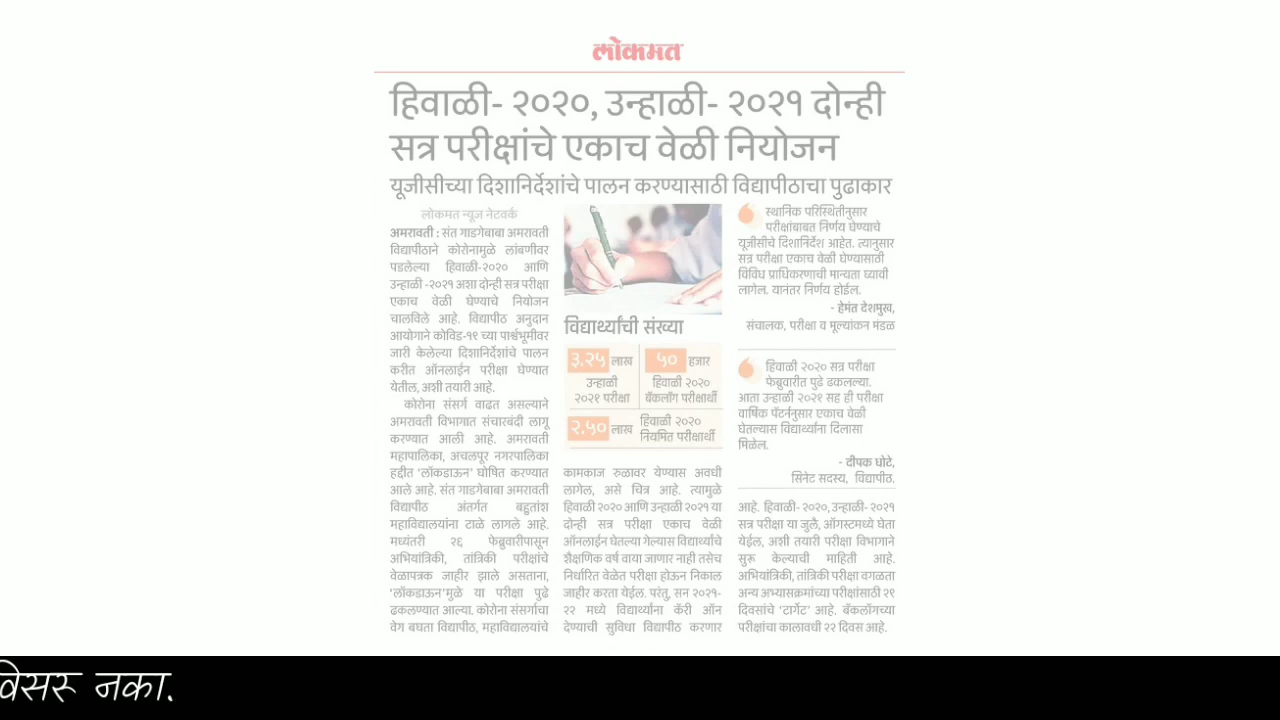 लोकमत
हिवाळी- २०२०, उन्हाळी- २०२१ दोन्ही
सत्र परीक्षांचे एकाच वेळी नियोजन
यूजीसीच्या दिशानिर्देशांचे पालन करण्यासाठी विद्यापीठाचा पुढाकार
लोकमत न्यूज नेटवर्क
अमरावती : संत गाडगेबाबा अमरावती
विद्यापीठाने कोरोनामुळे लांबणीवर
पडलेल्या हिवाळी-२०२० आणि
उन्हाळी -२०२१ अशा दोन्ही सत्र परीक्षा
एकाच वेळी घेण्याचे नियोजन
चालविले आहे. विद्यापीठ अनुदान
आयोगाने कोविड-१९ च्या पार्श्वभूमीवर
जारी केलेल्या दिशानिर्देशांचे पालन
करीत ऑनलाईन परीक्षा घेण्यात
येतील, अशी तयारी आहे.
कोरोना संसर्ग वाढत असल्याने
अमरावती विभागात संचारबंदी लागू
करण्यात आली आहे. अमरावती
महापालिका, अचलपूर नगरपालिका
हद्दीत ‘लॉकडाऊन’ घोषित करण्यात
आले आहे. संत गाडगेबाबा अमरावती
विद्यापीठ अंतर्गत बहुतांश
महाविद्यालयांना टाळे लागले आहे.
मध्यंतरी २६ फेब्रुवारीपासून
अभियांत्रिकी, तांत्रिकी परीक्षांचे
वेळापत्रक जाहीर झाले असताना,
‘लॉकडाऊन’मुळे या परीक्षा पुढे
ढकलण्यात आल्या. कोरोना संसर्गाचा
वेग बघता विद्यापीठ, महाविद्यालयांचे
विद्यार्थ्यांची संख्या
३.२५ लाख
उन्हाळी
२०२१ परीक्षा
५० हजार
हिवाळी २०२०
बॅकलॉग परीक्षार्थी
२.५० लाख
हिवाळी २०२०
नियमित परीक्षार्थी
कामकाज रुळावर येण्यास अवधी
लागेल, असे चित्र आहे. त्यामुळे
हिवाळी २०२० आणि उन्हाळी २०२१ या
दोन्ही सत्र परीक्षा एकाच वेळी
ऑनलाईन घेतल्या गेल्यास विद्यार्थ्यांचे
शैक्षणिक वर्ष वाया जाणार नाही तसेच
निर्धारित वेळेत परीक्षा होऊन निकाल
जाहीर करता येईल. परंतु, सन २०२१-
२२ मध्ये विद्यार्थ्यांना कॅरी ऑन
देण्याची सुविधा विद्यापीठ करणार
स्थानिक परिस्थितीनुसार
परीक्षांबाबत निर्णय घेण्याचे
यूजीसीचे दिशानिर्देश आहेत. त्यानुसार
सत्र परीक्षा एकाच वेळी घेण्यासाठी
विविध प्राधिकरणाची मान्यता घ्यावी
लागेल. यानंतर निर्णय होईल.
- हेमंत देशमुख,
संचालक, परीक्षा व मूल्यांकन मंडळ
हिवाळी २०२० सत्र परीक्षा
फेब्रुवारीत पुढे ढकलल्या.
आता उन्हाळी २०२१ सह ही परीक्षा
वार्षिक पॅटर्ननुसार एकाच वेळी
घेतल्यास विद्यार्थ्यांना दिलासा
मिळेल.
- दीपक धोटे,
सिनेट सदस्य, विद्यापीठ.
आहे. हिवाळी- २०२०, उन्हाळी- २०२१
सत्र परीक्षा या जुलै, ऑगस्टमध्ये घेता
येईल, अशी तयारी परीक्षा विभागाने
सुरू केल्याची माहिती आहे.
अभियांत्रिकी, तांत्रिकी परीक्षा वगळता
अन्य अभ्यासक्रमांच्या परीक्षांसाठी २१
दिवसांचे ‘टार्गेट’ आहे. बॅकलॉगच्या
परीक्षांचा कालावधी २२ दिवस आहे.
विसरू नका.